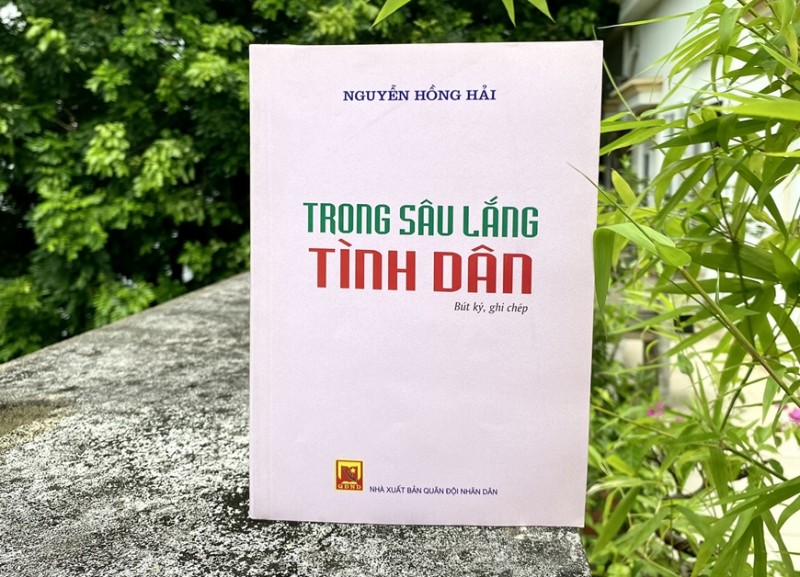 NGUYỄN HỒNG HẢI
TRONG SÂU LẮNG
TÌNH DÂN
Bút ký, ghi chép
QĐND
NHÀ XUẤT BẢN QUÂN ĐỘI NHÂN DÂN